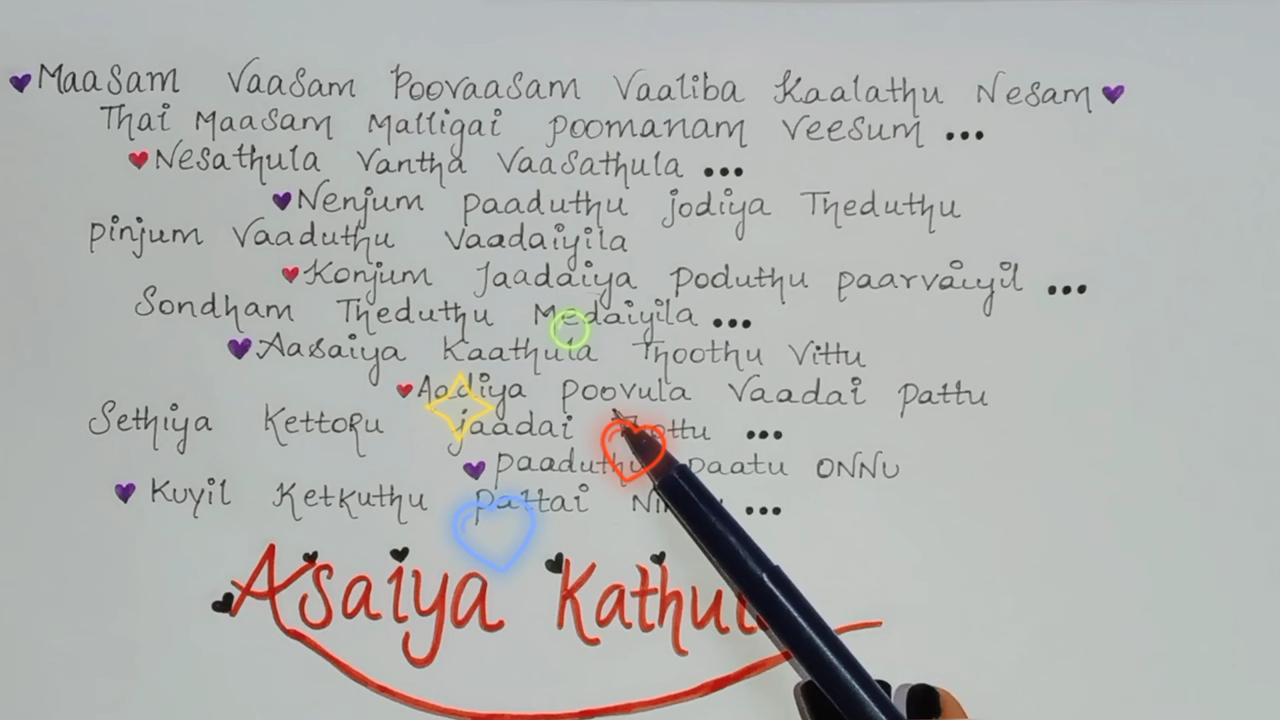 Maasam Vaasam Poovaasam Vaaliba Kaalathu Nesam
Thai Maasam Malligai poomanam veesum ...
Nesathula Vantha Vaasathula ...
Nenjum paaduthu jodiya Theduthu
pinjum Vaaduthu Vaadaiyila
Konjum Jaadaiya poduthu paarvaiyil ...
Sondham Theduthu Medaiyila ...
Aasaiya Kaathula Thoothu Vittu
Aadiya poovula Vaadai pattu
Sethiya Kettoru jaadai Thottu ...
paaduthu paatu ONNU
Kuyil Ketkuthu pattai ...
Asaiya